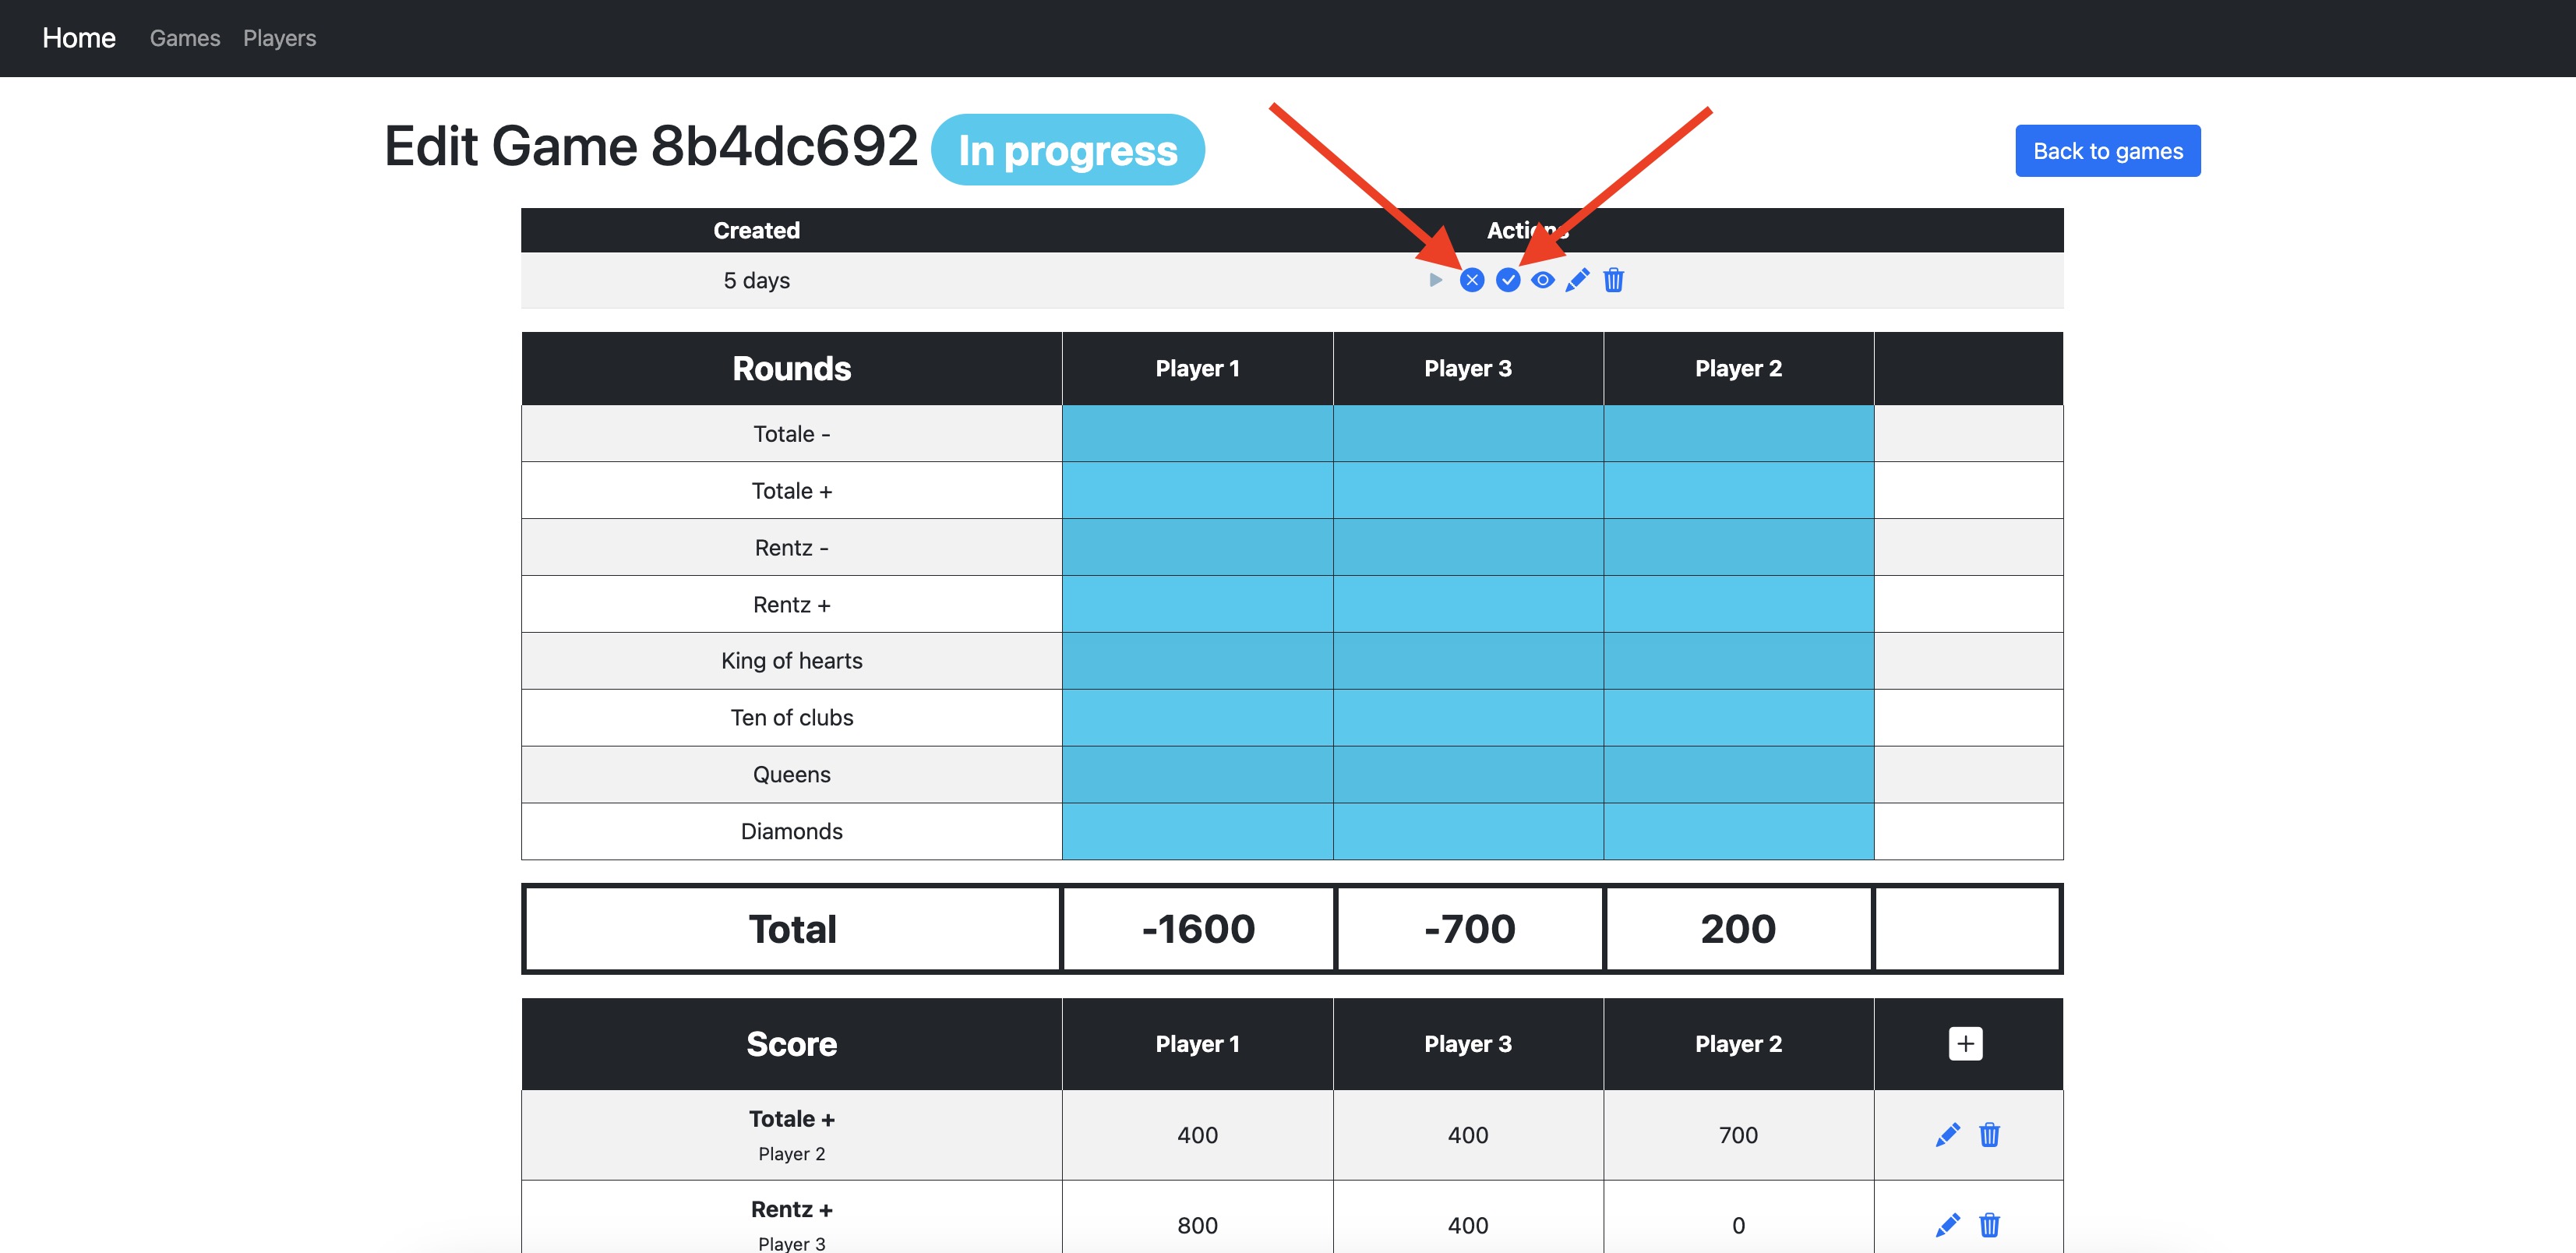 Home Games Players
Edit Game 8b4dc692 In progress
Back to games
Created Actions
5 days
Rounds Player 1 Player 3 Player 2
Totale -
Totale +
Rentz -
Rentz +
King of hearts
Ten of clubs
Queens
Diamonds
Total -1600 -700 200
Score Player 1 Player 3 Player 2
Totale + 400 400 700
Player 2
Rentz + 800 400 0
Player 3